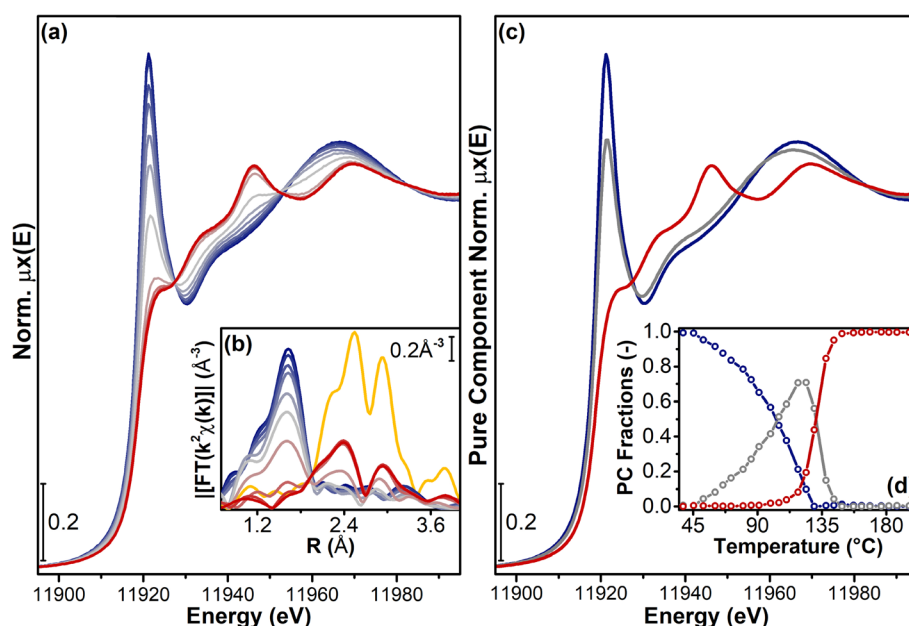 (a)
Norm. µx(E)
0.2
11900 11920 11940 11960 11980
Energy (eV)
(b)
0.2Å⁻³
|[FT(k²χ(k)]| (Å⁻³)
1.2 2.4 3.6
R (Å)
(c)
Pure Component Norm. µx(E)
0.2
11900 11920 11940 11960 11980
Energy (eV)
(d)
PC Fractions (-)
1.0
0.8
0.6
0.4
0.2
0.0
45 90 135 180
Temperature (°C)